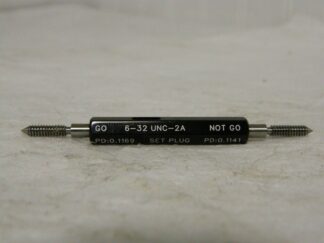 GO 6-32 UNC-2A NOT GO
PD:0.1169 SET PLUG PD:0.1141